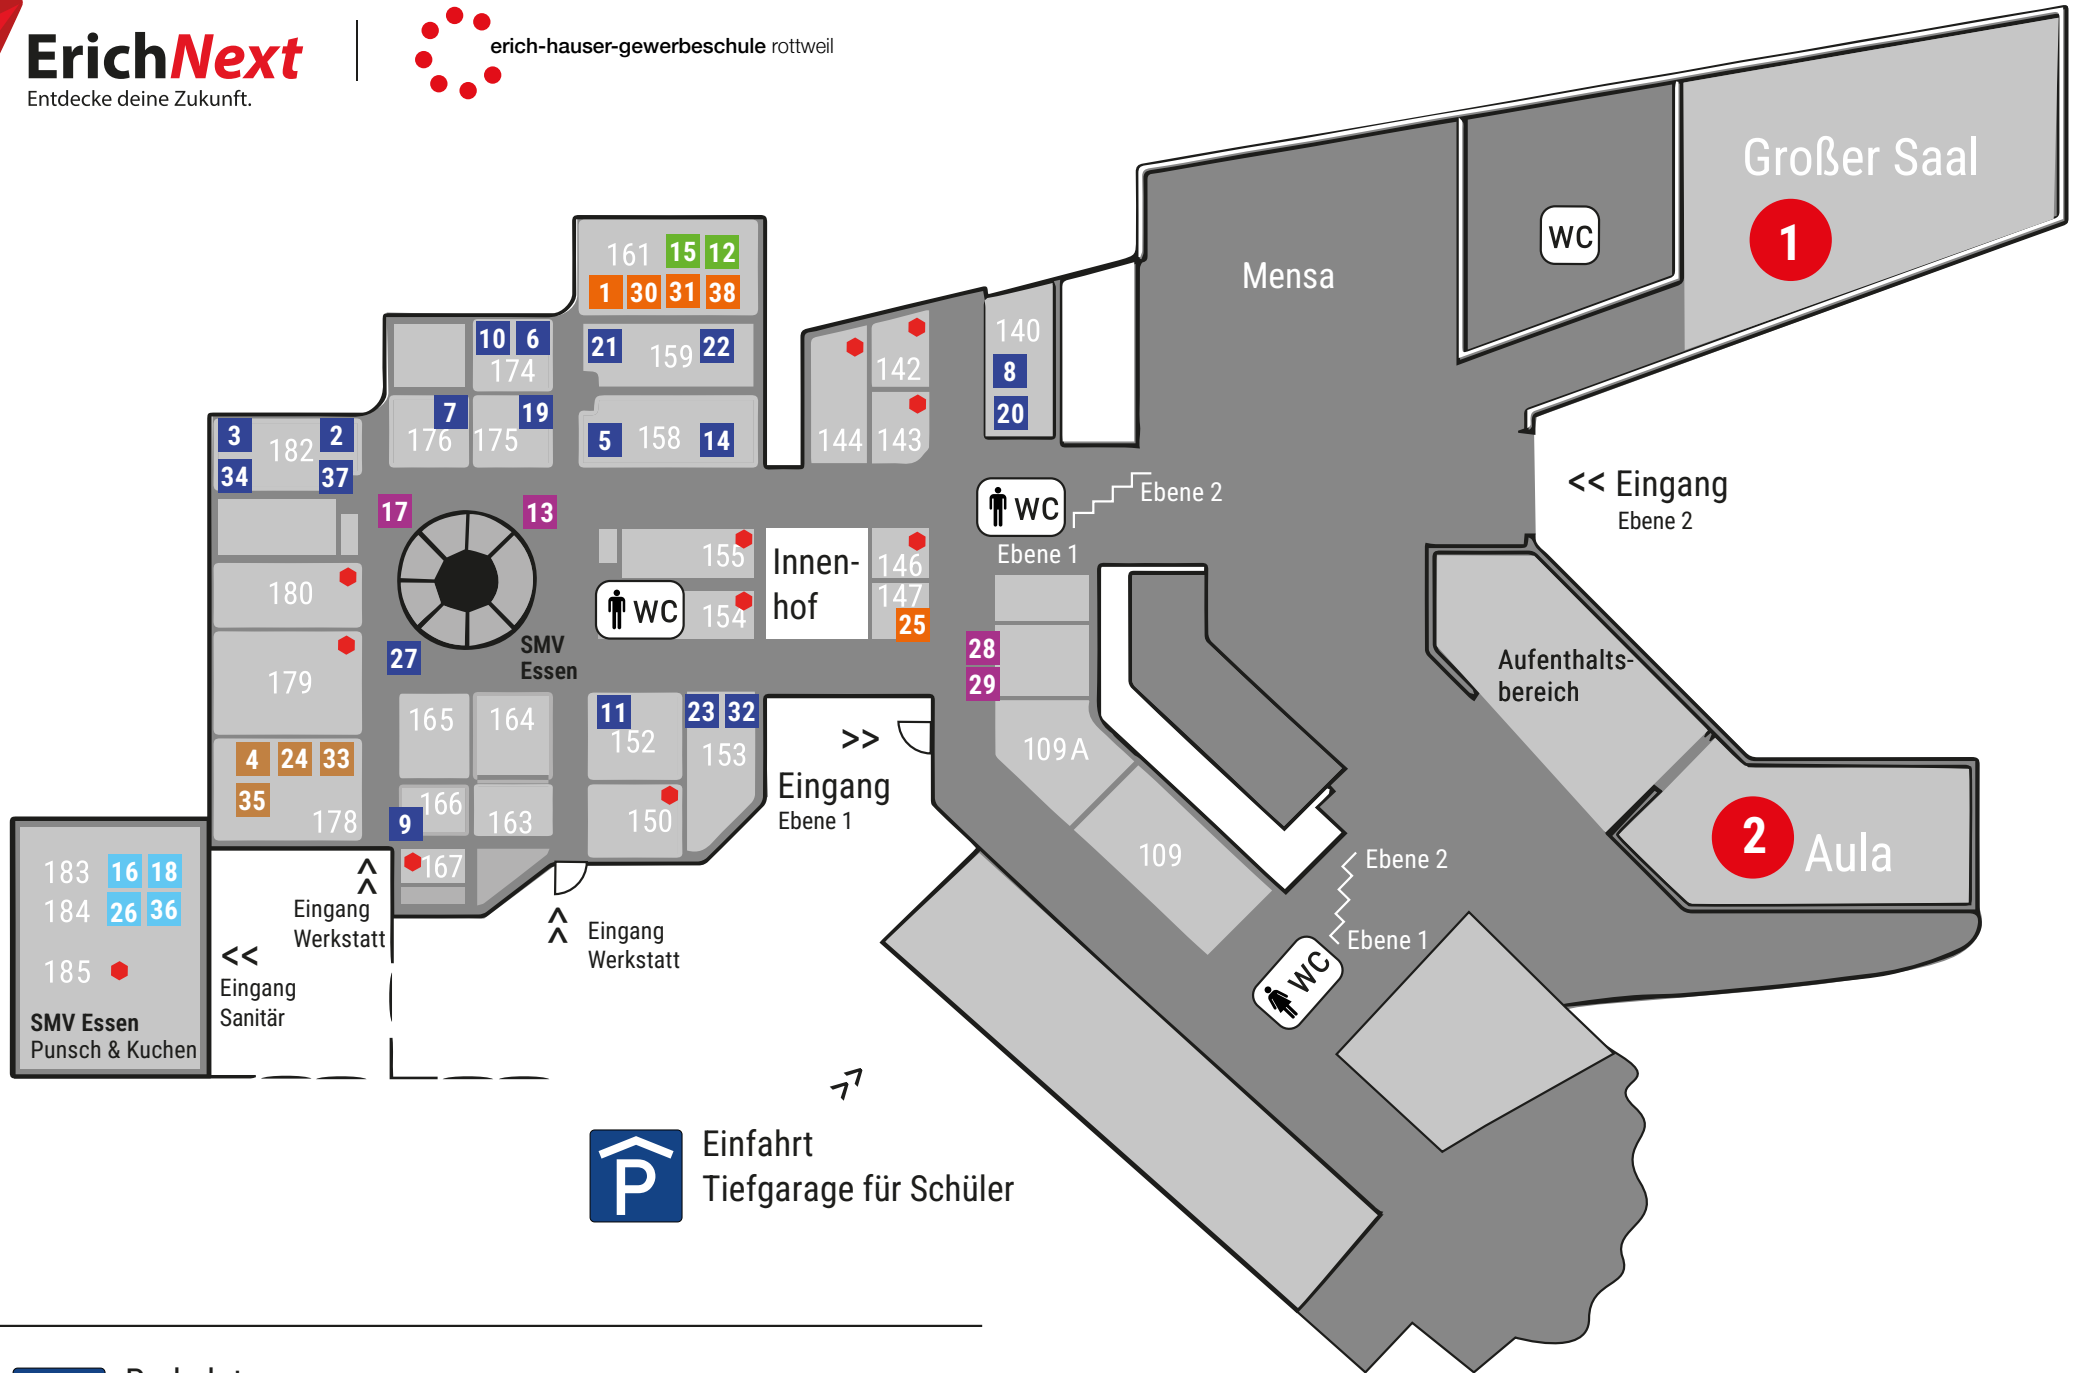 ErichNext
Entdecke deine Zukunft.
erich-hauser-gewerbeschule rottweil
Großer Saal
1
WC
Mensa
161 15 12
1 30 31 38
10 6
174
21 159 22
140
8
20
142
144 143
7 19
176 175
5 158 14
3 182 2
34 37
17 13
<< Eingang
Ebene 2
WC
Ebene 2
Ebene 1
155
Innen-
hof
146
147
25
180
WC 154
27
SMV
Essen
28
29
179
Aufenthalts-
bereich
165 164
11
152
23 32
153
109A
>>
Eingang
Ebene 1
4 24 33
35
178
9 166
163
150
109
2 Aula
Ebene 2
Ebene 1
WC
183 16 18
184 26 36
185
SMV Essen
Punsch & Kuchen
167
>>
Eingang
Werkstatt
<<
Eingang
Sanitär
>>
Eingang
Werkstatt
>>
P
Einfahrt
Tiefgarage für Schüler